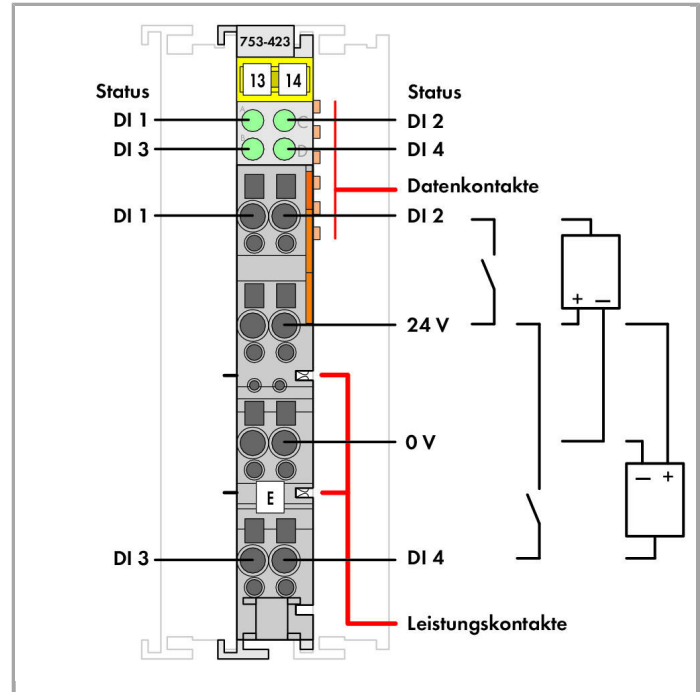 753-423
13 14
Status Status
A C
DI 1 DI 2
B D
DI 3 DI 4
Datenkontakte
DI 1 DI 2
24 V
+ −
0 V
− +
E
DI 3 DI 4
Leistungskontakte